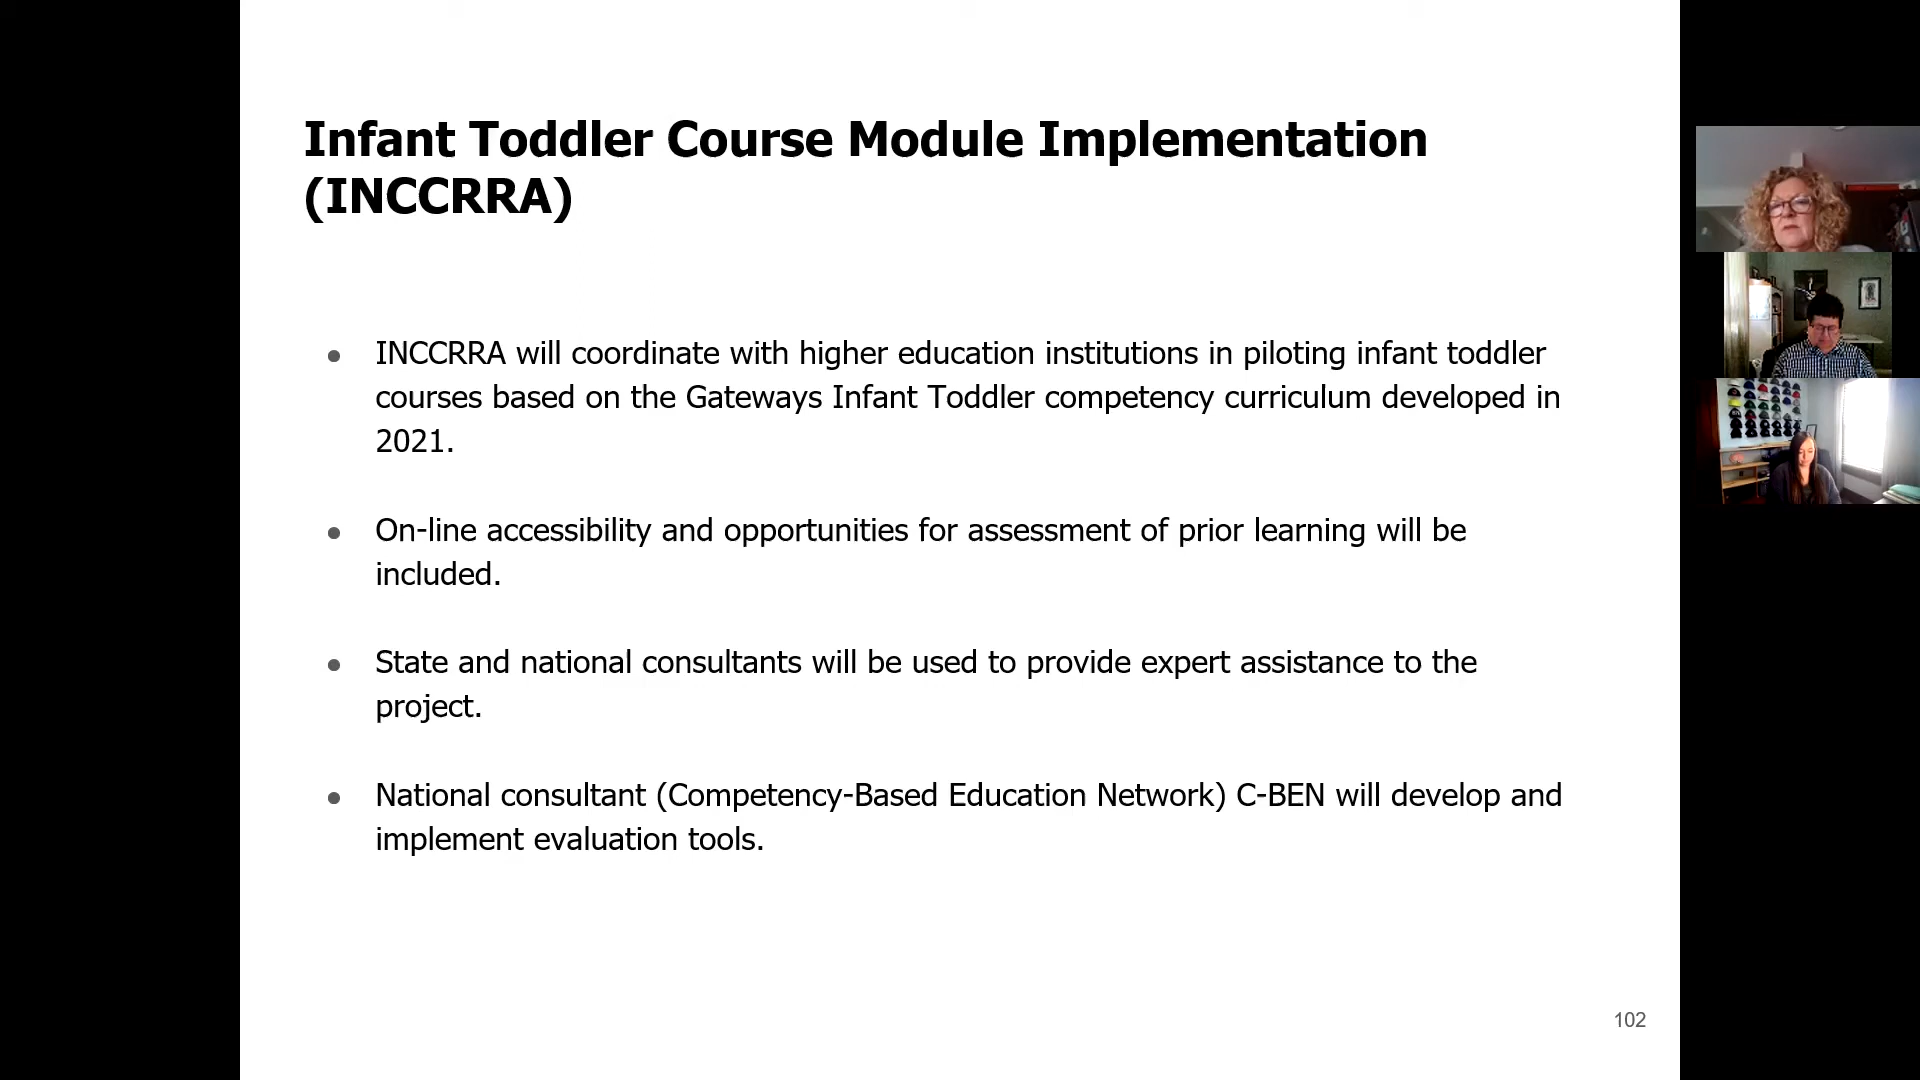 Infant Toddler Course Module Implementation
(INCCRRA)
● INCCRRA will coordinate with higher education institutions in piloting infant toddler
courses based on the Gateways Infant Toddler competency curriculum developed in
2021.
● On-line accessibility and opportunities for assessment of prior learning will be
included.
● State and national consultants will be used to provide expert assistance to the
project.
● National consultant (Competency-Based Education Network) C-BEN will develop and
implement evaluation tools.
102